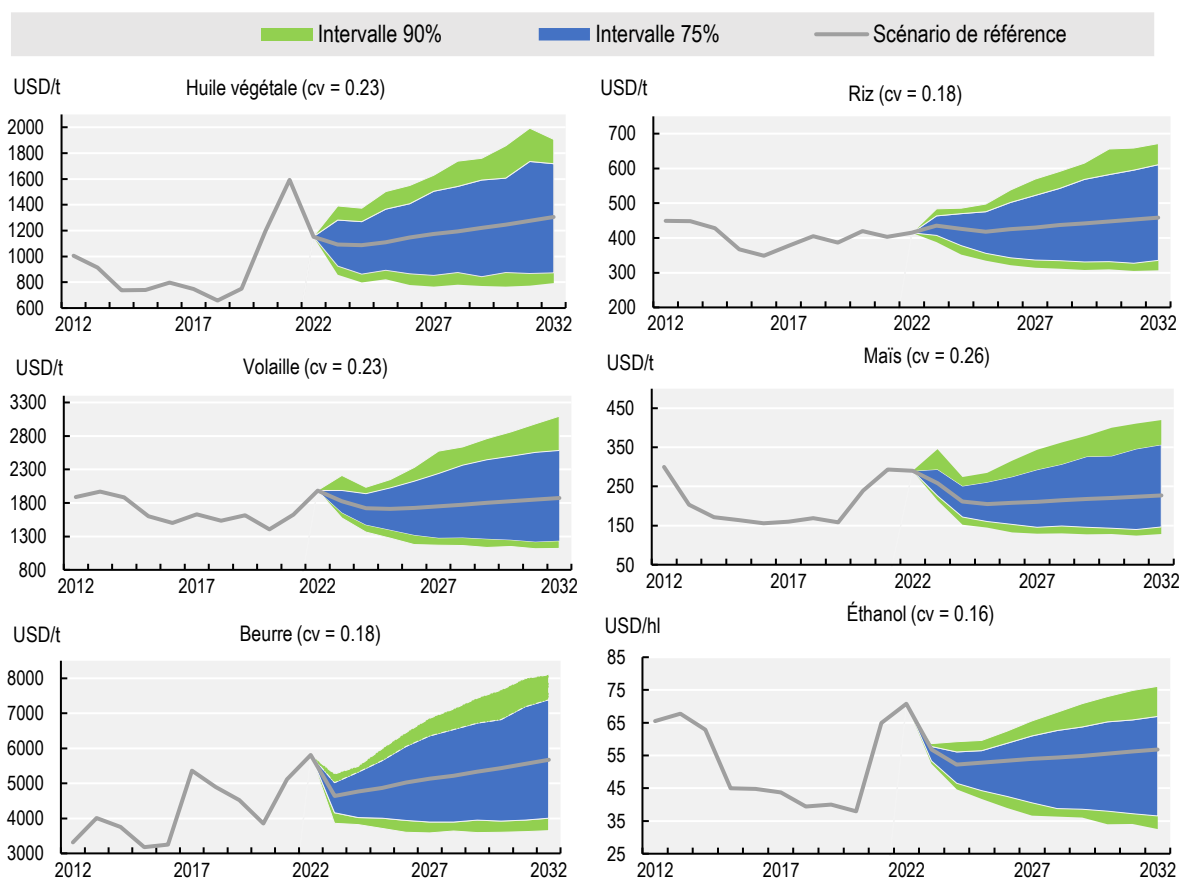 Intervalle 90% Intervalle 75% Scénario de référence
USD/t
Huile végétale (cv = 0.23)
2000
1800
1600
1400
1200
1000
800
600
2012 2017 2022 2027 2032
USD/t
Riz (cv = 0.18)
700
600
500
400
300
200
2012 2017 2022 2027 2032
USD/t
Volaille (cv = 0.23)
3300
2800
2300
1800
1300
800
2012 2017 2022 2027 2032
USD/t
Maïs (cv = 0.26)
450
350
250
150
50
2012 2017 2022 2027 2032
USD/t
Beurre (cv = 0.18)
8000
7000
6000
5000
4000
3000
2012 2017 2022 2027 2032
USD/hl
Éthanol (cv = 0.16)
85
75
65
55
45
35
25
2012 2017 2022 2027 2032